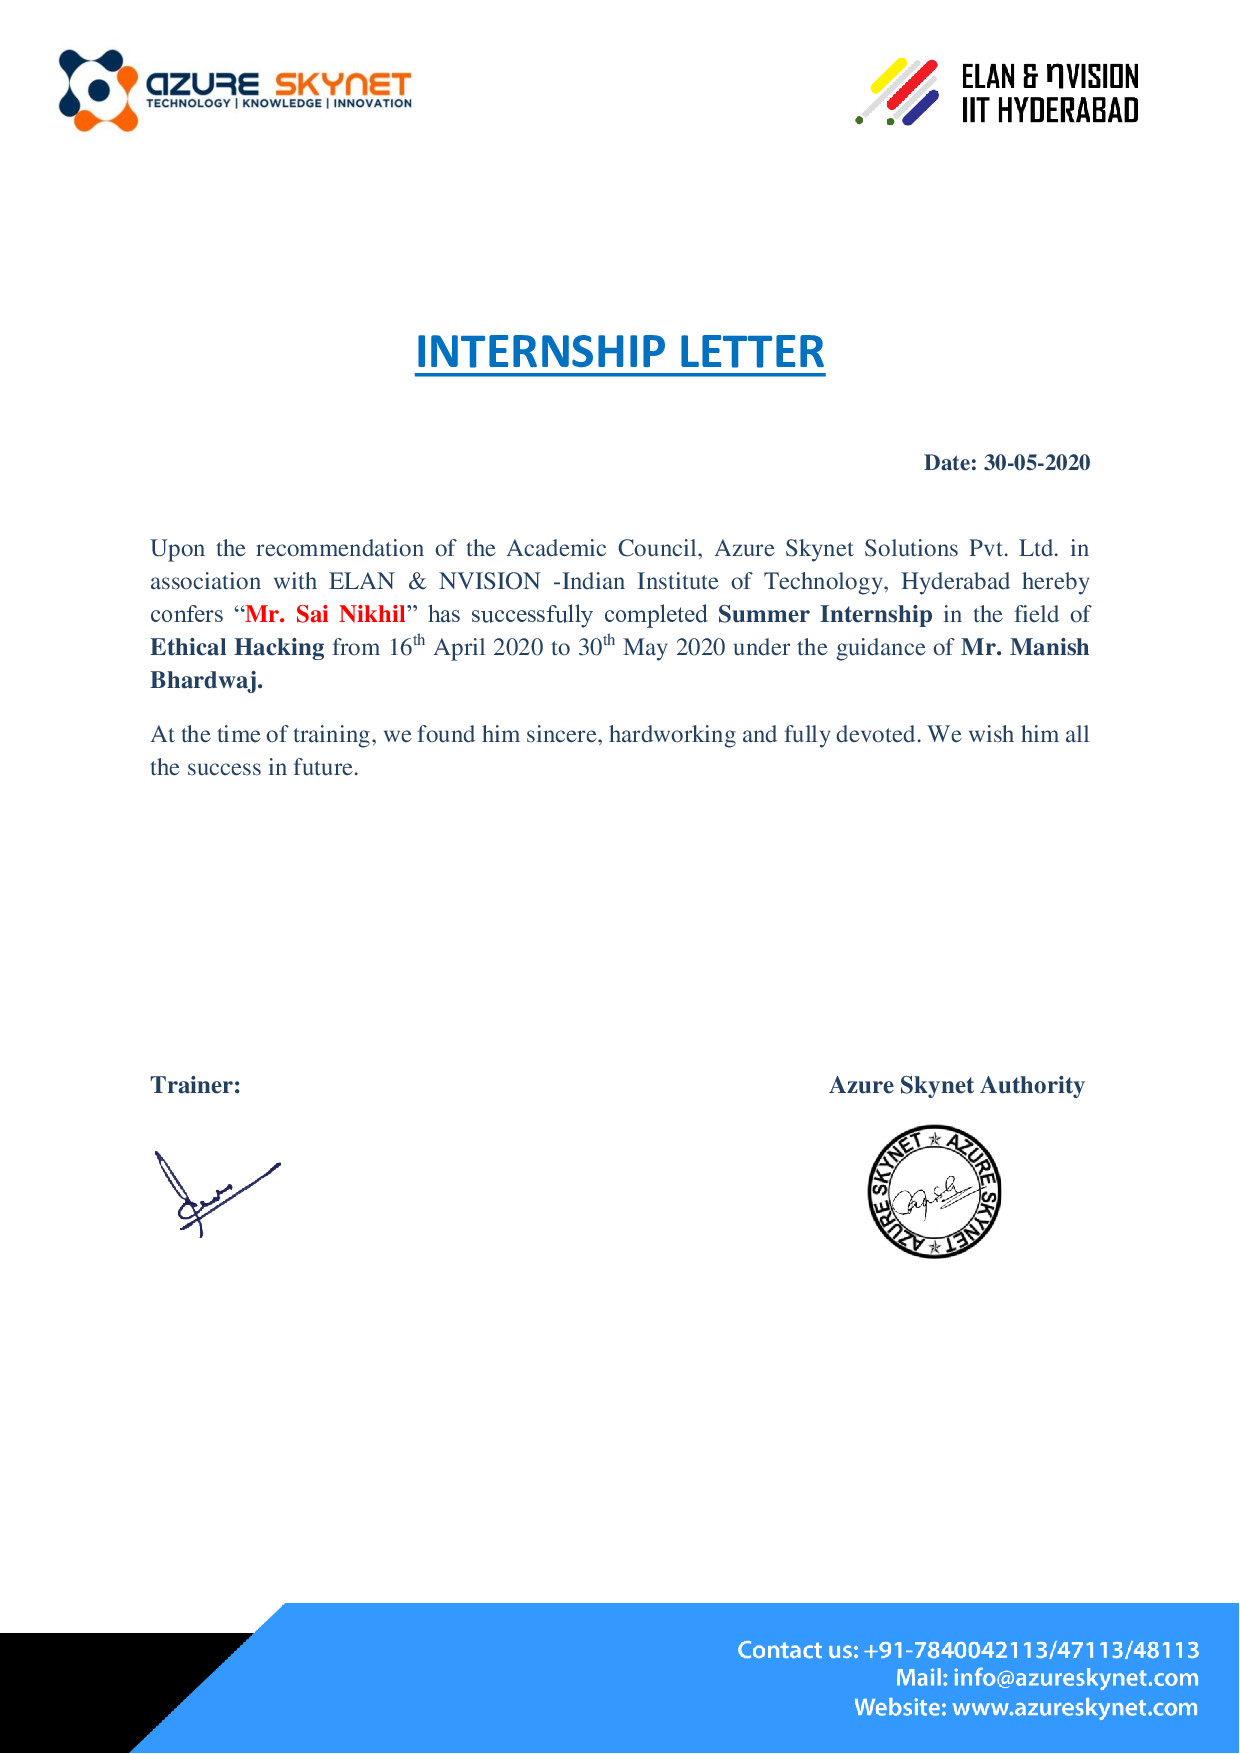 AZURE SKYNET
TECHNOLOGY | KNOWLEDGE | INNOVATION
ELAN & ηVISION
IIT HYDERABAD
INTERNSHIP LETTER
Date: 30-05-2020
Upon the recommendation of the Academic Council, Azure Skynet Solutions Pvt. Ltd. in
association with ELAN & NVISION -Indian Institute of Technology, Hyderabad hereby
confers “Mr. Sai Nikhil” has successfully completed Summer Internship in the field of
Ethical Hacking from 16th April 2020 to 30th May 2020 under the guidance of Mr. Manish
Bhardwaj.
At the time of training, we found him sincere, hardworking and fully devoted. We wish him all
the success in future.
Trainer:
Azure Skynet Authority
AZURE SKYNET ★ AZURE SKYNET ★
Contact us: +91-7840042113/47113/48113
Mail: info@azureskynet.com
Website: www.azureskynet.com